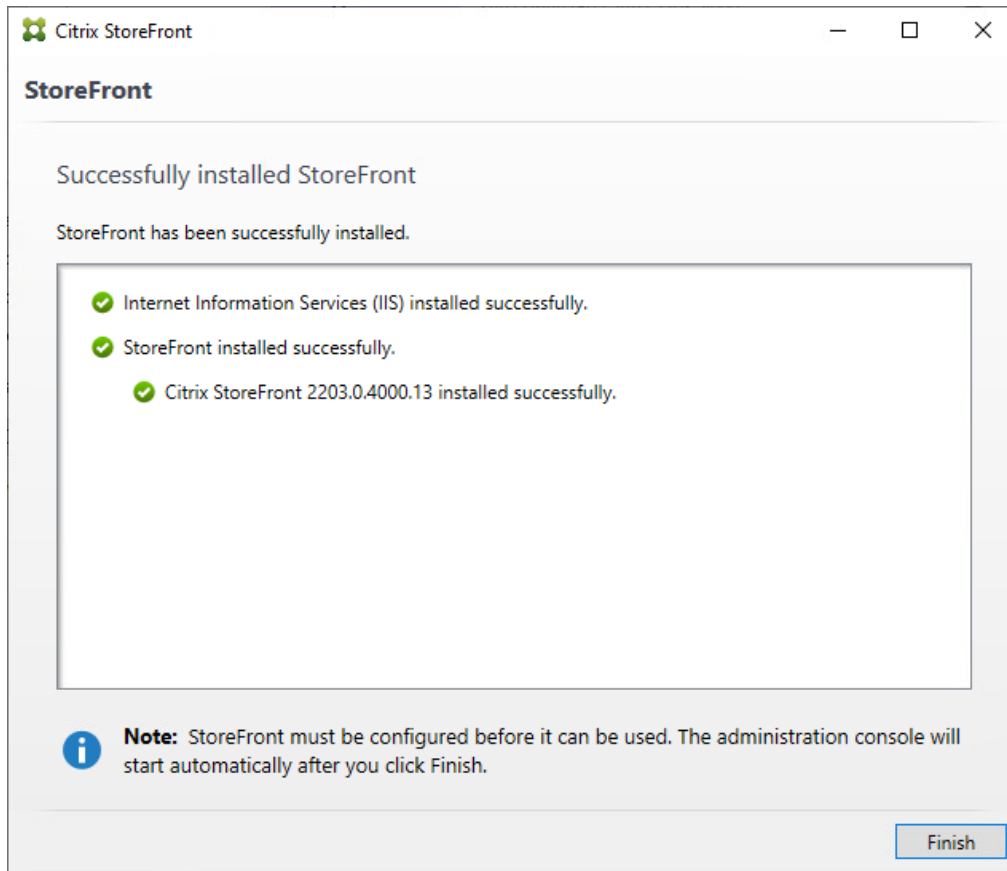 Citrix StoreFront
StoreFront
Successfully installed StoreFront
StoreFront has been successfully installed.
Internet Information Services (IIS) installed successfully.
StoreFront installed successfully.
Citrix StoreFront 2203.0.4000.13 installed successfully.
Note: StoreFront must be configured before it can be used. The administration console will
start automatically after you click Finish.
Finish